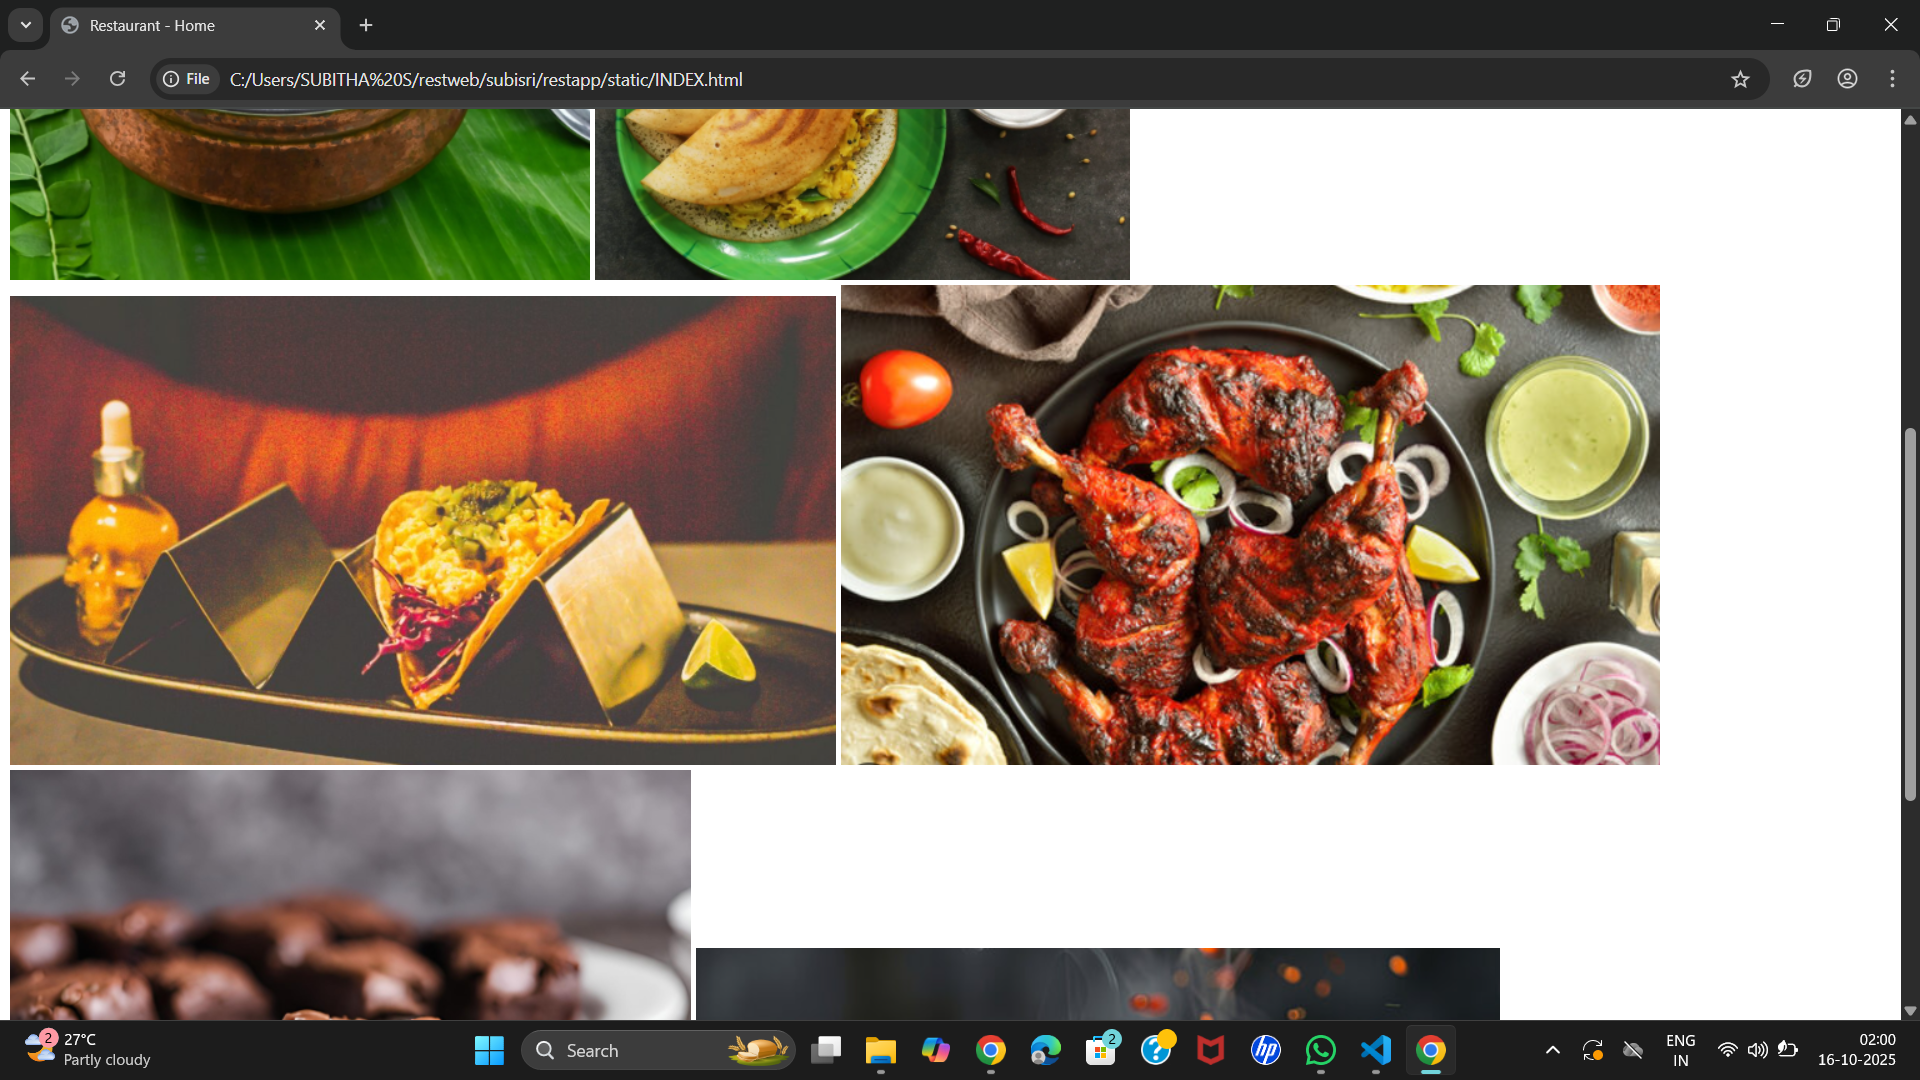 Restaurant - Home
File
C:/Users/SUBITHA%20S/restweb/subisri/restapp/static/INDEX.html
2
27°C
Partly cloudy
Search
2
?
hp
ENG
IN
02:00
16-10-2025